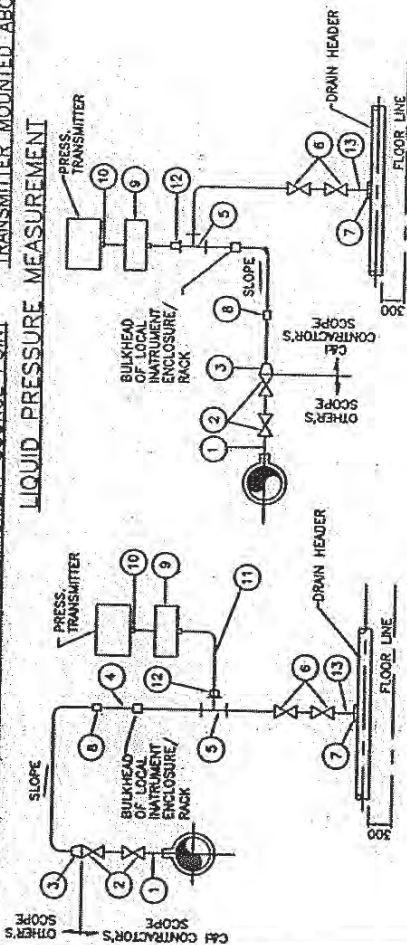 TRANSMITTER MOUNTED ABO
LIQUID PRESSURE MEASUREMENT
OTHER'S
SCOPE
C&I CONTRACTOR'S
SCOPE
3
2
1
SLOPE
8
4
BULKHEAD
OF LOCAL
INSTRUMENT
ENCLOSURE/
RACK
PRESS.
TRANSMITTER
10
9
11
12
5
6
13
7
DRAIN HEADER
FLOOR LINE
300
PRESS.
TRANSMITTER
10
9
12
5
BULKHEAD
OF LOCAL
INSTRUMENT
ENCLOSURE/
RACK
SLOPE
8
3
2
1
OTHER'S
SCOPE
C&I
CONTRACTOR'S
SCOPE
6
13
7
DRAIN HEADER
FLOOR LINE
300